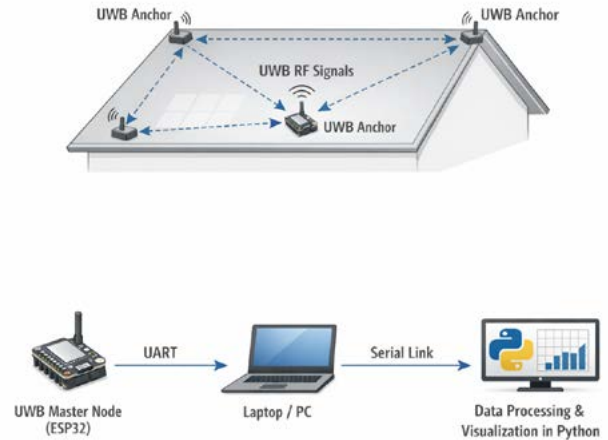 UWB Anchor
UWB Anchor
UWB RF Signals
UWB Anchor
UART
Serial Link
UWB Master Node
(ESP32)
Laptop / PC
Data Processing &
Visualization in Python